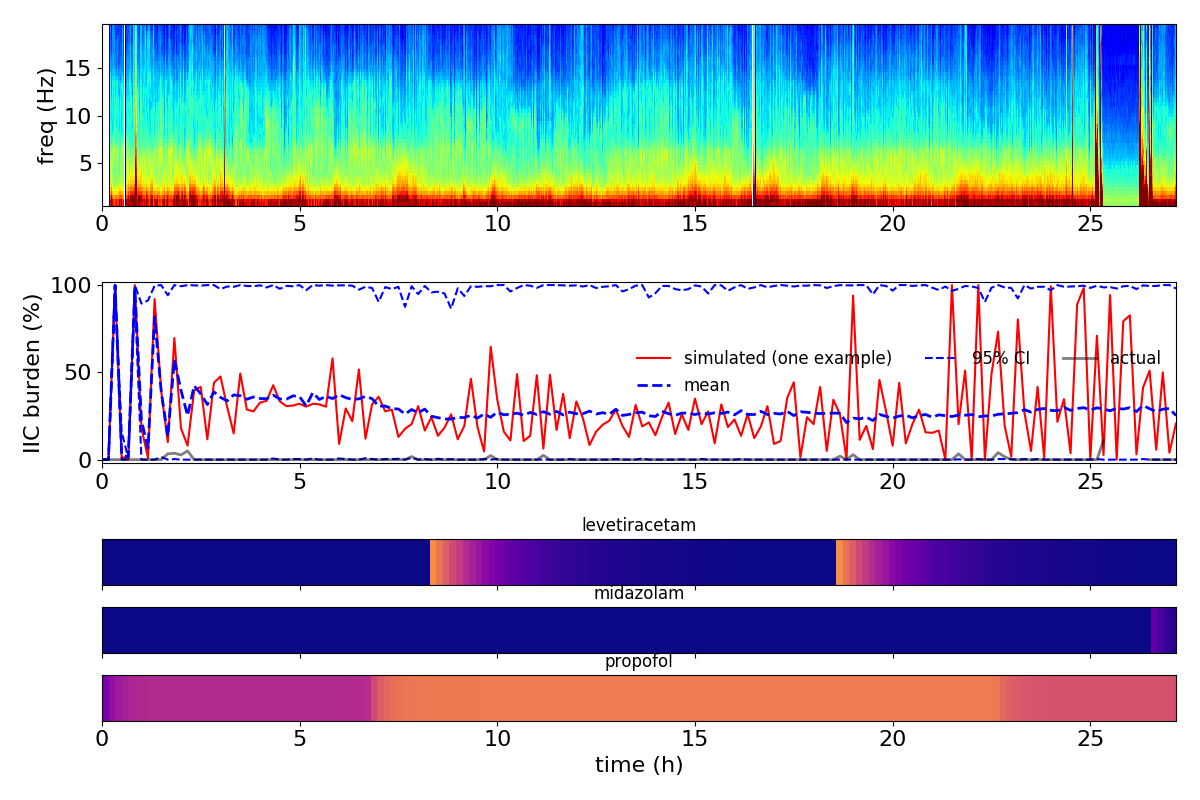 freq (Hz)
15
10
5
0 5 10 15 20 25
IIC burden (%)
100
50
0
simulated (one example) 95% CI actual
mean
0 5 10 15 20 25
levetiracetam
midazolam
propofol
0 5 10 15 20 25
time (h)